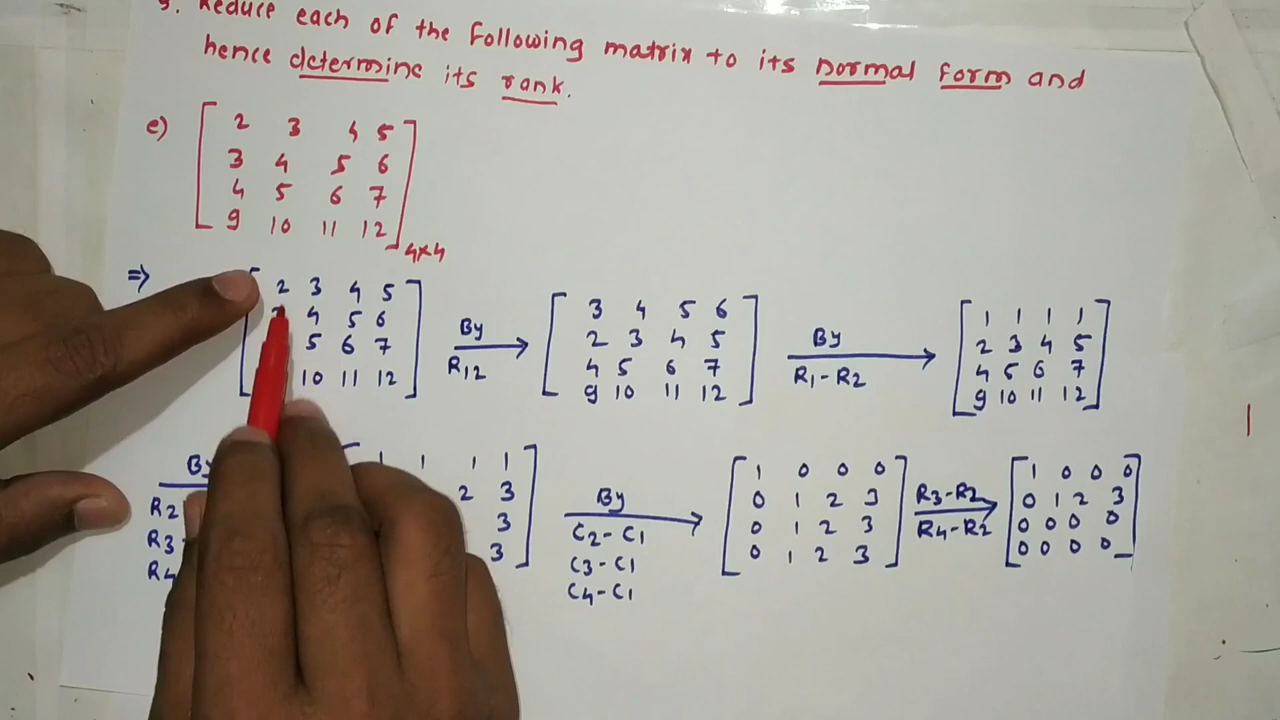 Reduce each of the following matrix to its normal form and
hence determine its rank.
e) [ 2 3 4 5
3 4 5 6
4 5 6 7
9 10 11 12 ] 4×4
⇒ [ 2 3 4 5
4 5 6
5 6 7
10 11 12 ]
By
R12
[ 3 4 5 6
2 3 4 5
4 5 6 7
9 10 11 12 ]
By
R1-R2
[ 1 1 1 1
2 3 4 5
4 5 6 7
9 10 11 12 ]
By
R2
R3
R4
[ 1 1 1 1
2 3
3
3 ]
By
C2-C1
C3-C1
C4-C1
[ 1 0 0 0
0 1 2 3
0 1 2 3
0 1 2 3 ]
R3-R2
R4-R2
[ 1 0 0 0
0 1 2 3
0 0 0 0
0 0 0 0 ]